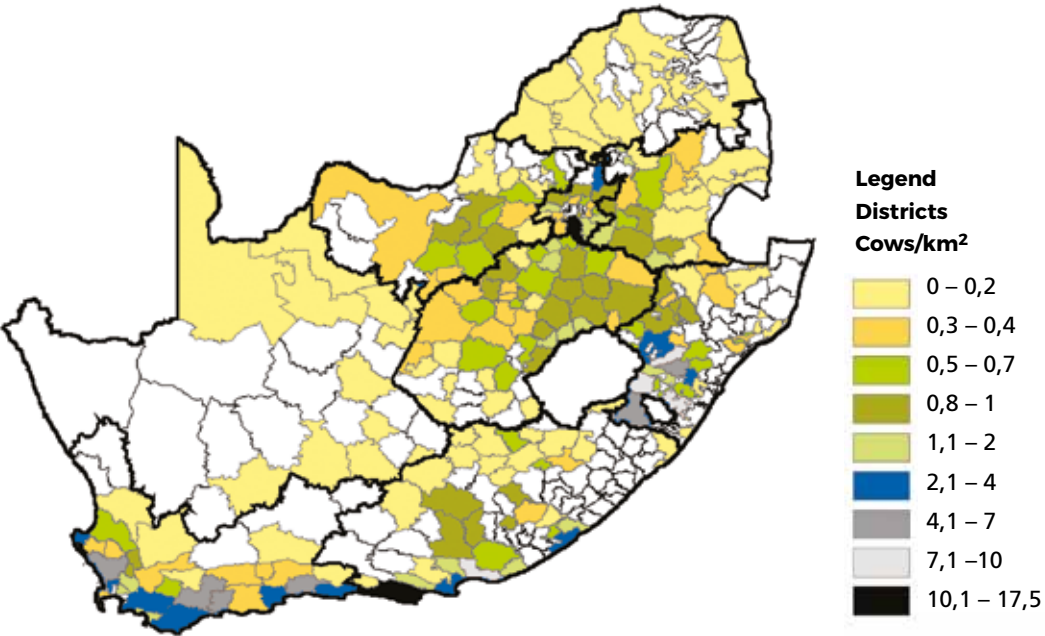 Legend
Districts
Cows/km²
0 – 0,2
0,3 – 0,4
0,5 – 0,7
0,8 – 1
1,1 – 2
2,1 – 4
4,1 – 7
7,1 –10
10,1 – 17,5